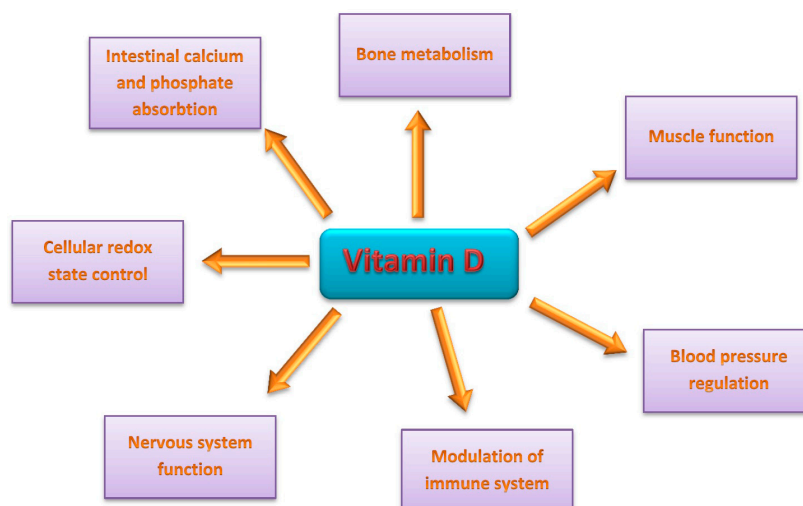 Intestinal calcium
and phosphate
absorbtion
Bone metabolism
Muscle function
Cellular redox
state control
Vitamin D
Blood pressure
regulation
Nervous system
function
Modulation of
immune system